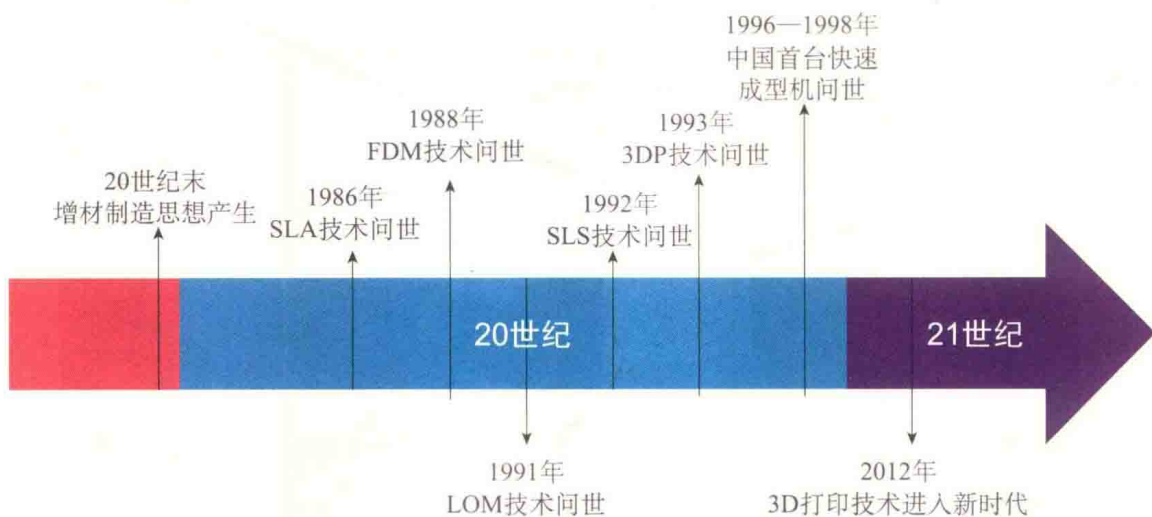 20世纪末
增材制造思想产生
1986年
SLA技术问世
1988年
FDM技术问世
1991年
LOM技术问世
1992年
SLS技术问世
1993年
3DP技术问世
1996—1998年
中国首台快速
成型机问世
2012年
3D打印技术进入新时代
20世纪
21世纪